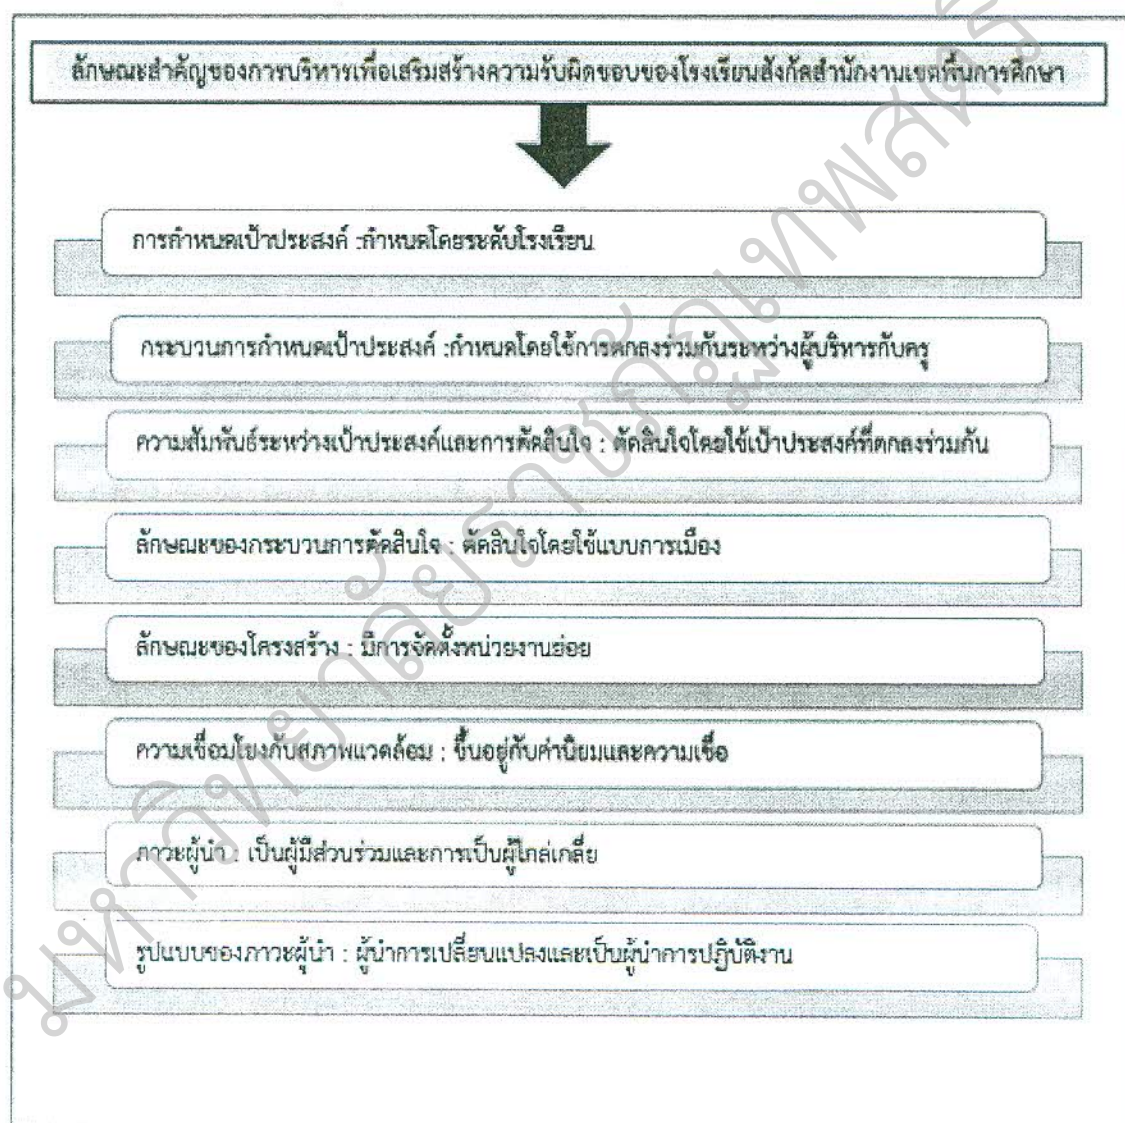 ลักษณะสำคัญของการบริหารเพื่อเสริมสร้างความรับผิดชอบของโรงเรียนสังกัดสำนักงานเขตพื้นการศึกษา
การกำหนดเป้าประสงค์ :กำหนดโดยระดับโรงเรียน
กระบวนการกำหนดเป้าประสงค์ :กำหนดโดยใช้การตกลงร่วมกันระหว่างผู้บริหารกับครู
ความสัมพันธ์ระหว่างเป้าประสงค์และการตัดสินใจ : ตัดสินใจโดยใช้เป้าประสงค์ที่ตกลงร่วมกัน
ลักษณะของกระบวนการตัดสินใจ : ตัดสินใจโดยใช้แบบการเมือง
ลักษณะของโครงสร้าง : มีการจัดตั้งหน่วยงานย่อย
ความเชื่อมโยงกับสภาพแวดล้อม : ขึ้นอยู่กับค่านิยมและความเชื่อ
ภาวะผู้นำ : เป็นผู้มีส่วนร่วมและการเป็นผู้ไกล่เกลี่ย
รูปแบบของภาวะผู้นำ : ผู้นำการเปลี่ยนแปลงและเป็นผู้นำการปฏิบัติงาน
มหาวิทยาลัยราชภัฏเทพสตรี